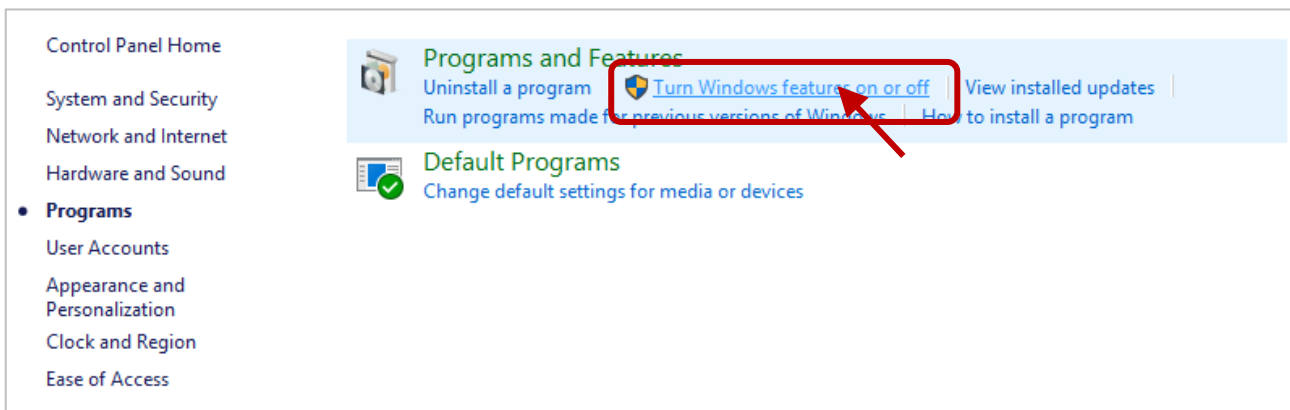 Control Panel Home
System and Security
Network and Internet
Hardware and Sound
Programs
User Accounts
Appearance and
Personalization
Clock and Region
Ease of Access
Programs and Features
Uninstall a program Turn Windows features on or off View installed updates
Run programs made for previous versions of Windows How to install a program
Default Programs
Change default settings for media or devices